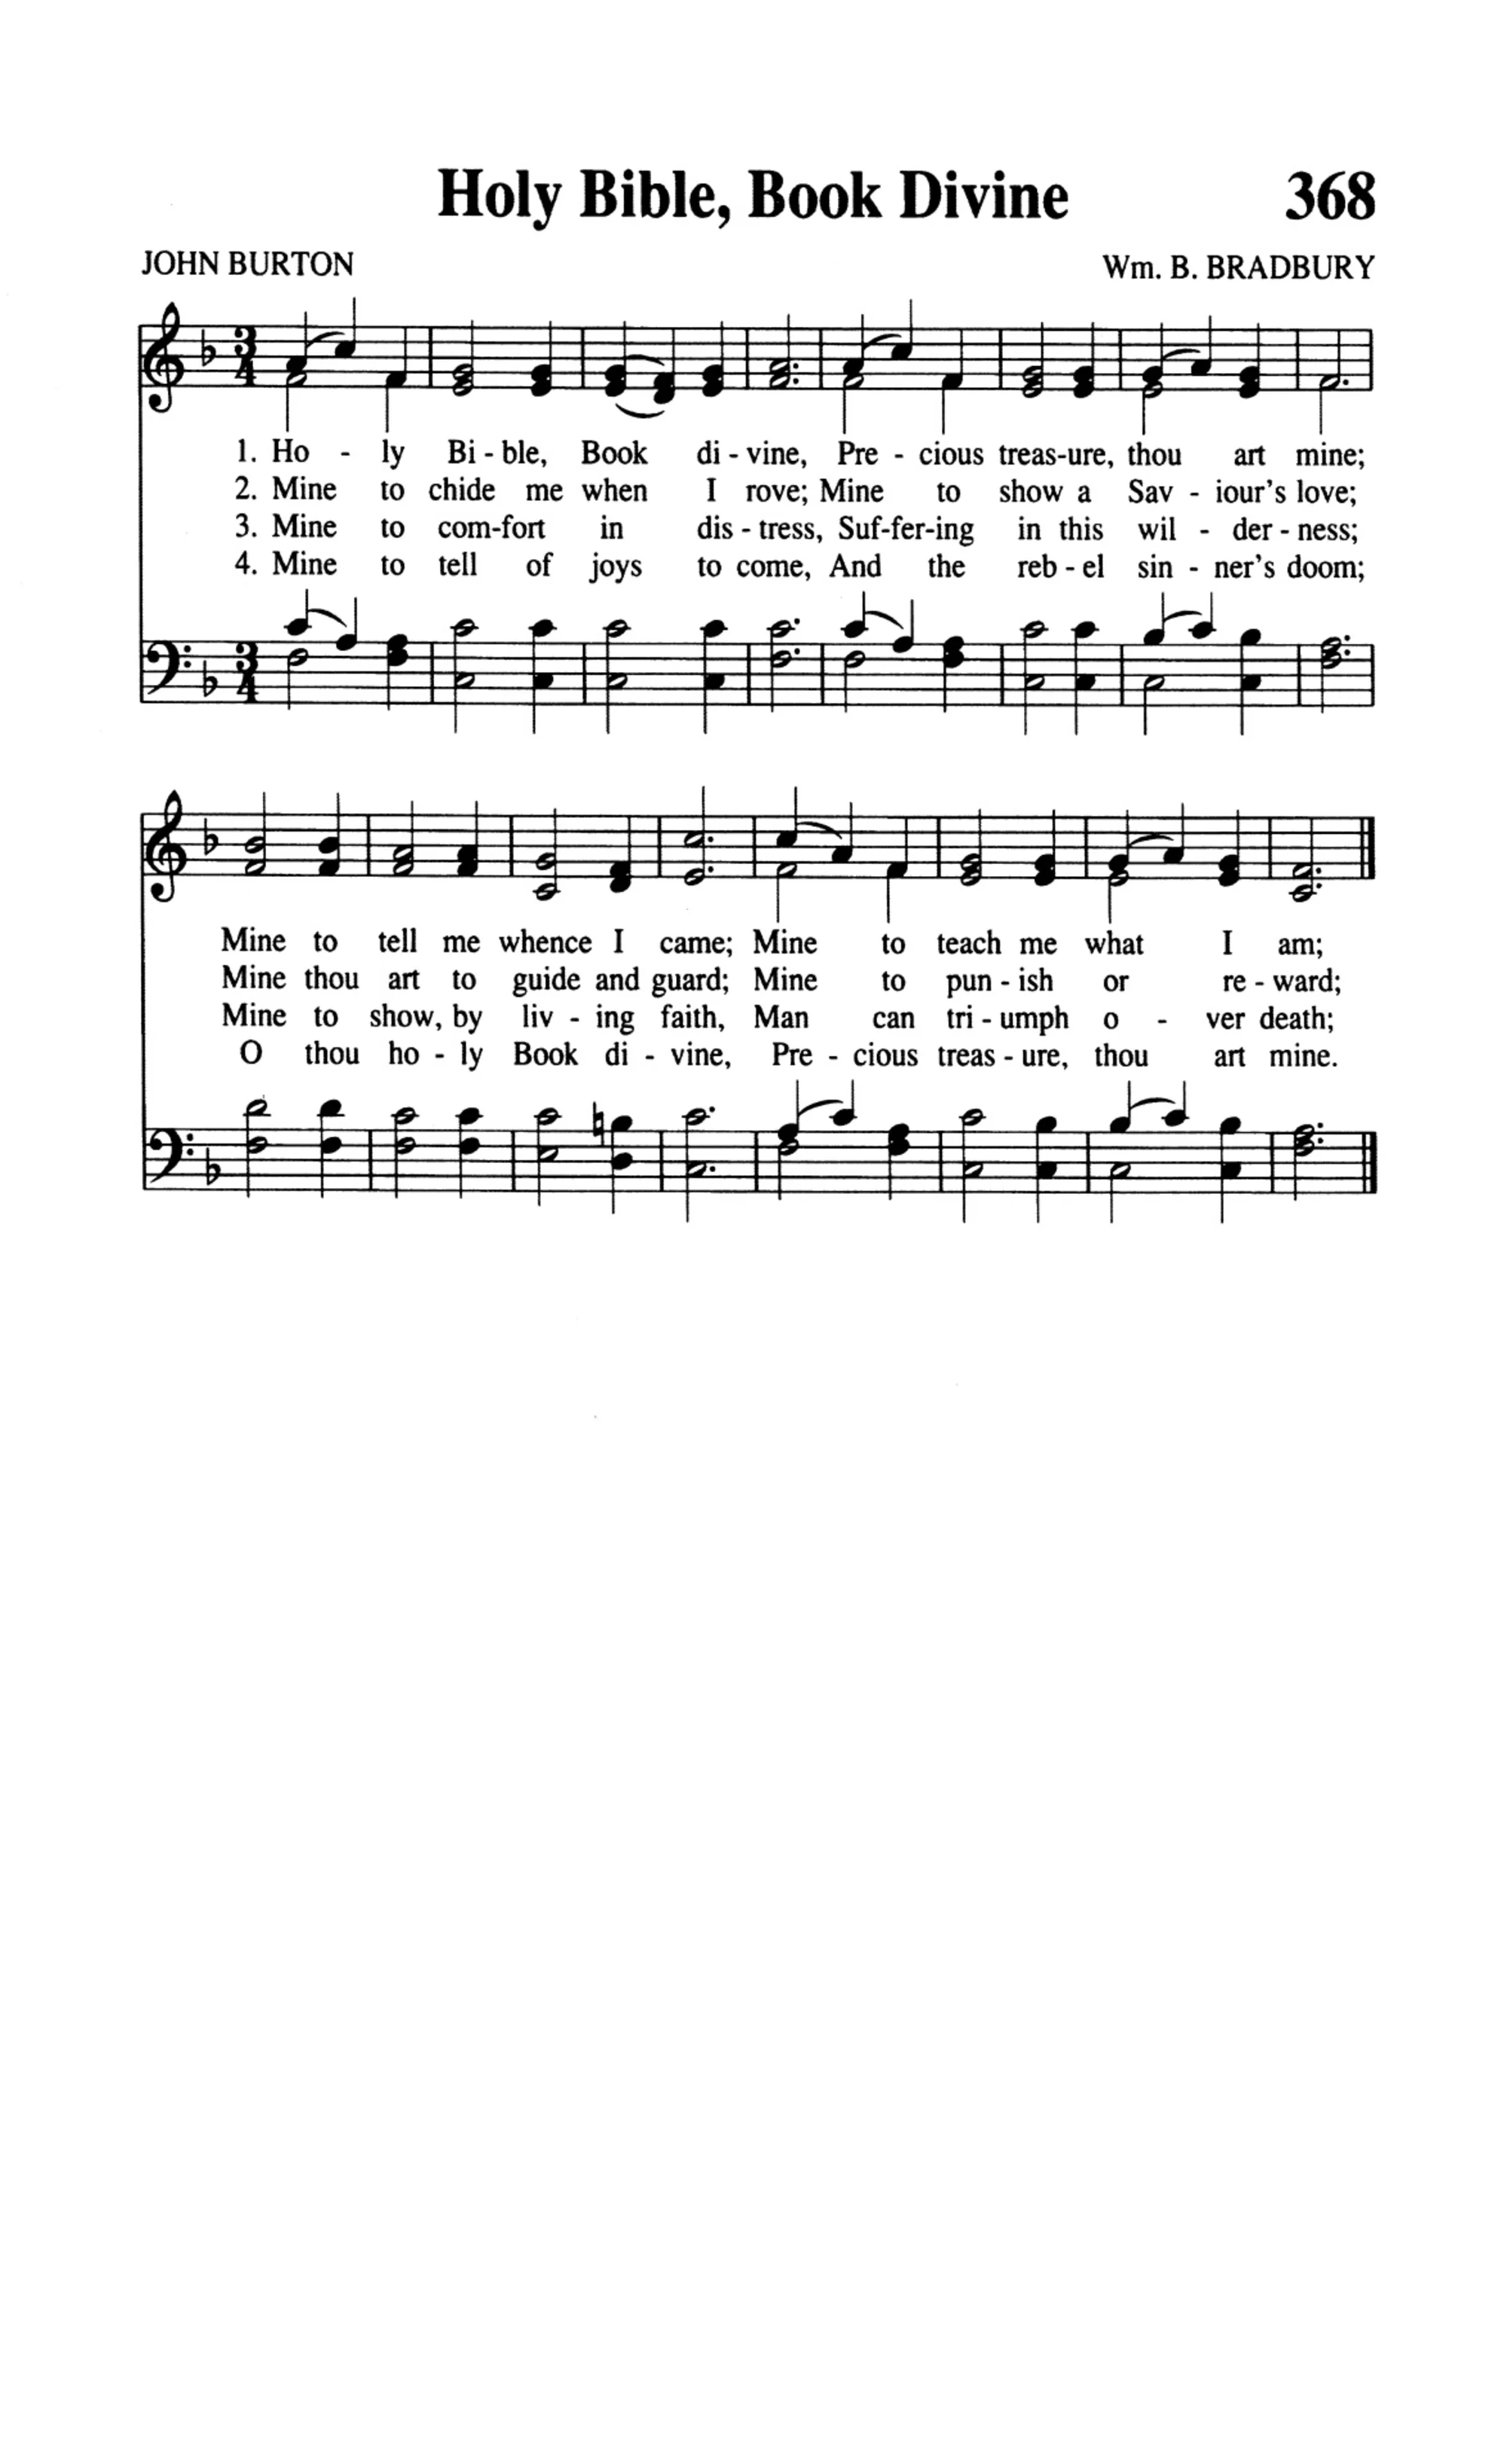 Holy Bible, Book Divine 368
JOHN BURTON Wm. B. BRADBURY
1. Ho - ly Bi - ble, Book di - vine, Pre - cious treas-ure, thou art mine;
2. Mine to chide me when I rove; Mine to show a Sav - iour's love;
3. Mine to com-fort in dis - tress, Suf-fer-ing in this wil - der - ness;
4. Mine to tell of joys to come, And the reb - el sin - ner's doom;
Mine to tell me whence I came; Mine to teach me what I am;
Mine thou art to guide and guard; Mine to pun - ish or re - ward;
Mine to show, by liv - ing faith, Man can tri - umph o - ver death;
O thou ho - ly Book di - vine, Pre - cious treas - ure, thou art mine.